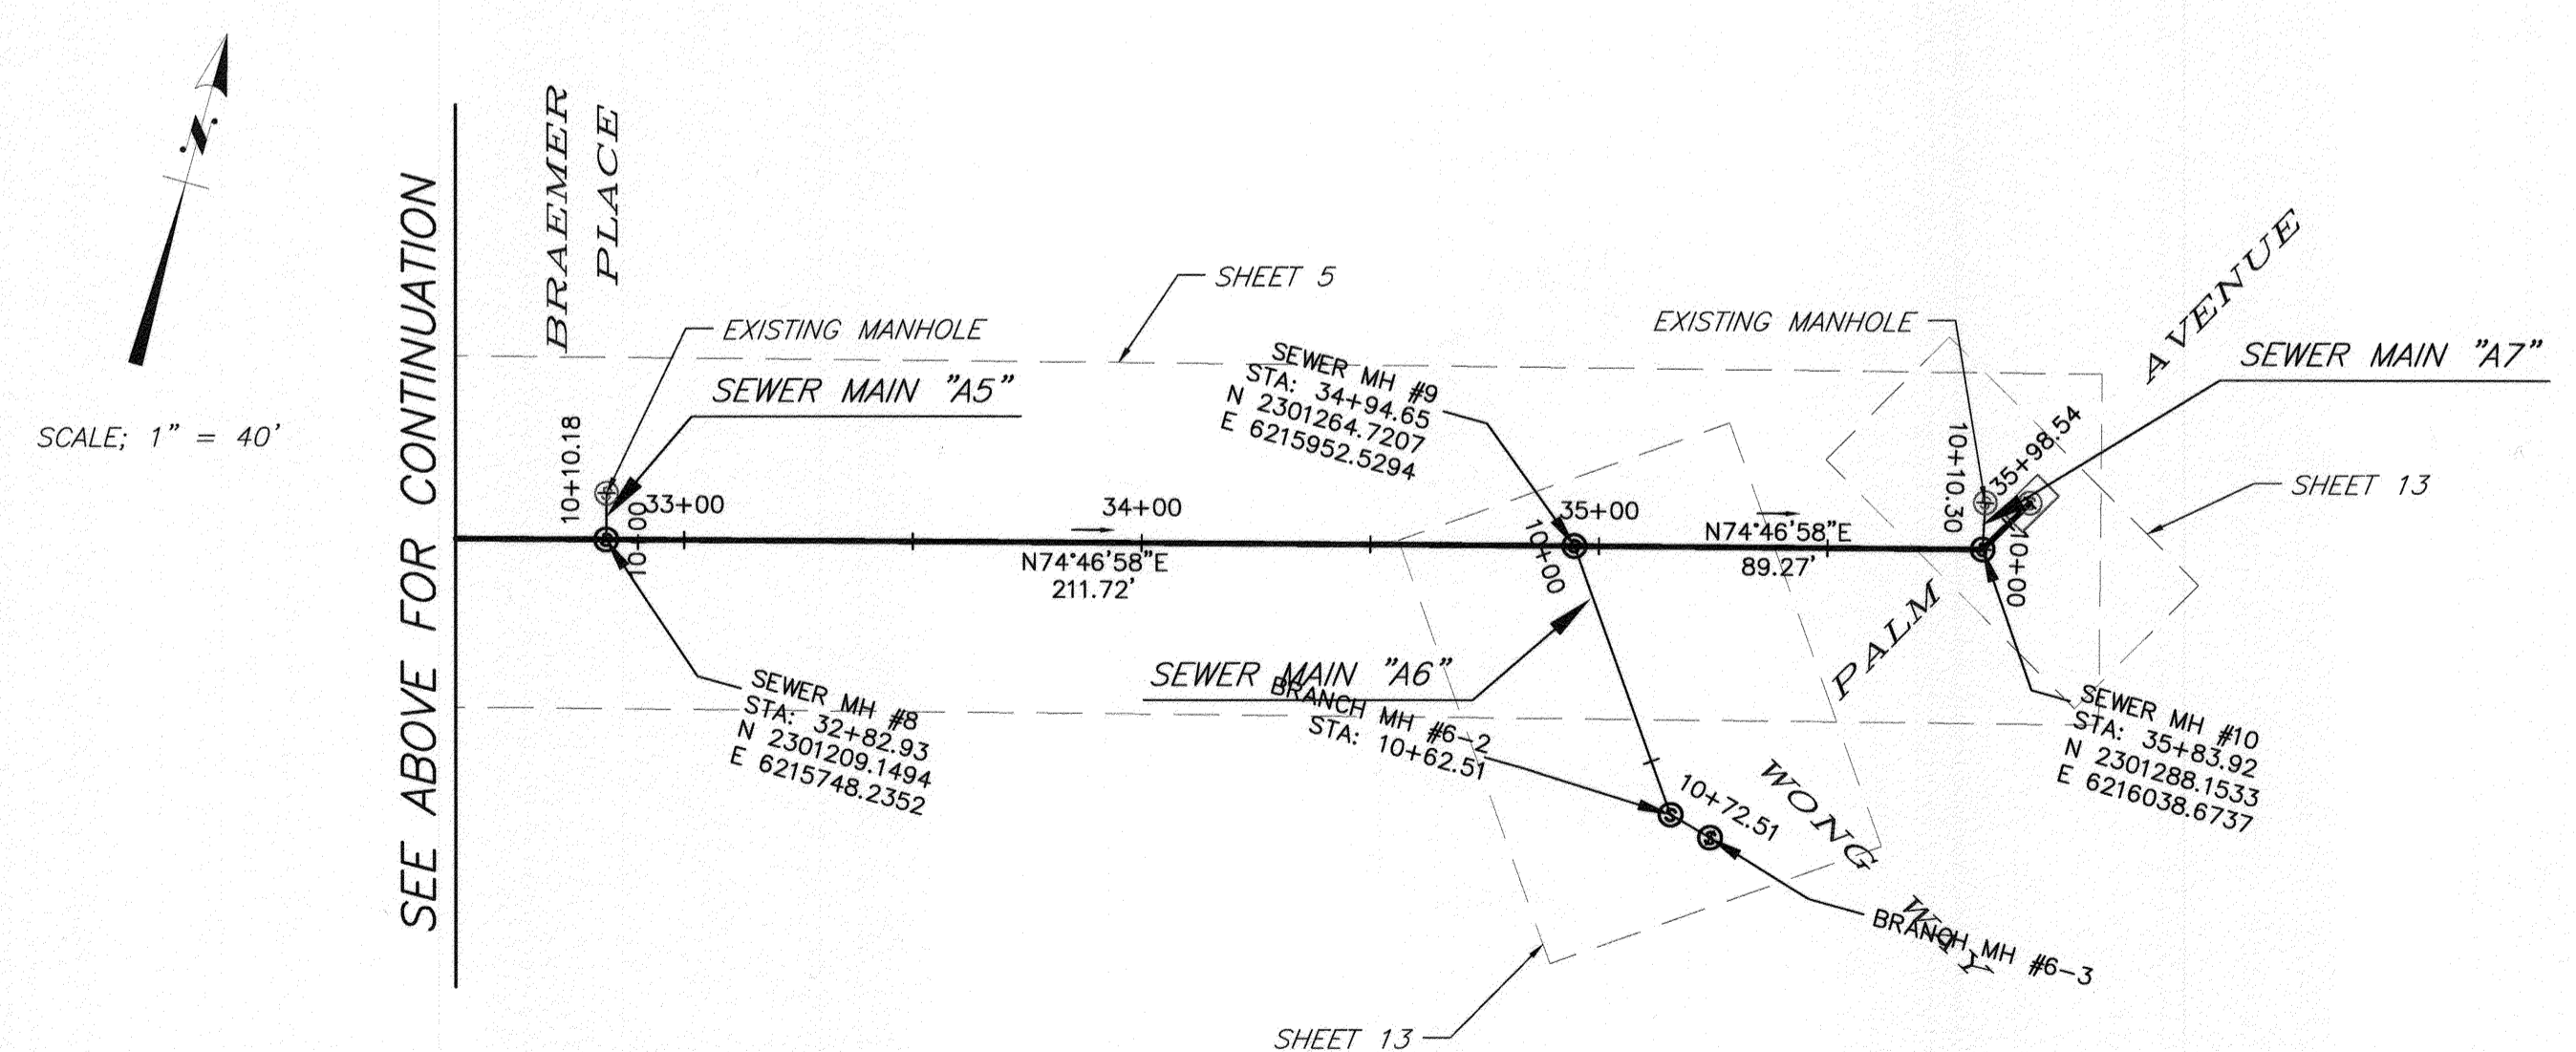 N
SCALE; 1" = 40'
SEE ABOVE FOR CONTINUATION
BRAEMER
PLACE
EXISTING MANHOLE
SEWER MAIN "A5"
10+10.18
10+00
33+00
34+00
N74°46'58"E
211.72'
SEWER MH #8
STA: 32+82.93
N 2301209.1494
E 6215748.2352
SHEET 5
SEWER MH #9
STA: 34+94.65
N 2301264.7207
E 6215952.5294
35+00
10+00
N74°46'58"E
89.27'
SEWER MAIN "A6"
BRANCH MH #6-2
STA: 10+62.51
10+72.51
BRANCH MH #6-3
WONG
WAY
SHEET 13
EXISTING MANHOLE
10+10.30
35+98.54
10+00
PALM
AVENUE
SEWER MAIN "A7"
SHEET 13
SEWER MH #10
STA: 35+83.92
N 2301288.1533
E 6216038.6737